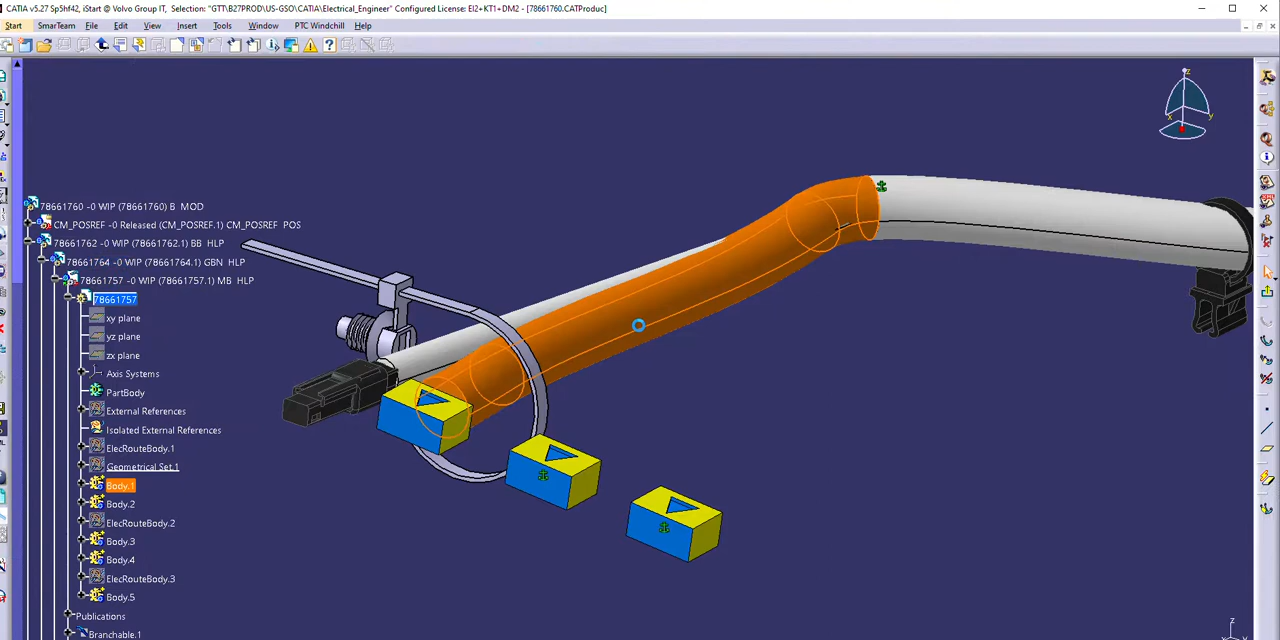 CATIA v5.27 Sp5hf42, iStart @ Volvo Group IT, Selection: "GTT\B27PROD\US-GSO\CATIA\Electrical_Engineer" Configured License: EI2+KT1+DM2 - [78661760.CATProduc]
Start SmarTeam File Edit View Insert Tools Window PTC Windchill Help
z
x y
78661760 -0 WIP (78661760) B MOD
CM_POSREF -0 Released (CM_POSREF.1) CM_POSREF POS
78661762 -0 WIP (78661762.1) BB HLP
78661764 -0 WIP (78661764.1) GBN HLP
78661757 -0 WIP (78661757.1) MB HLP
78661757
xy plane
yz plane
zx plane
Axis Systems
PartBody
External References
Isolated External References
ElecRouteBody.1
Geometrical Set.1
Body.1
Body.2
ElecRouteBody.2
Body.3
Body.4
ElecRouteBody.3
Body.5
Publications
Branchable.1
z